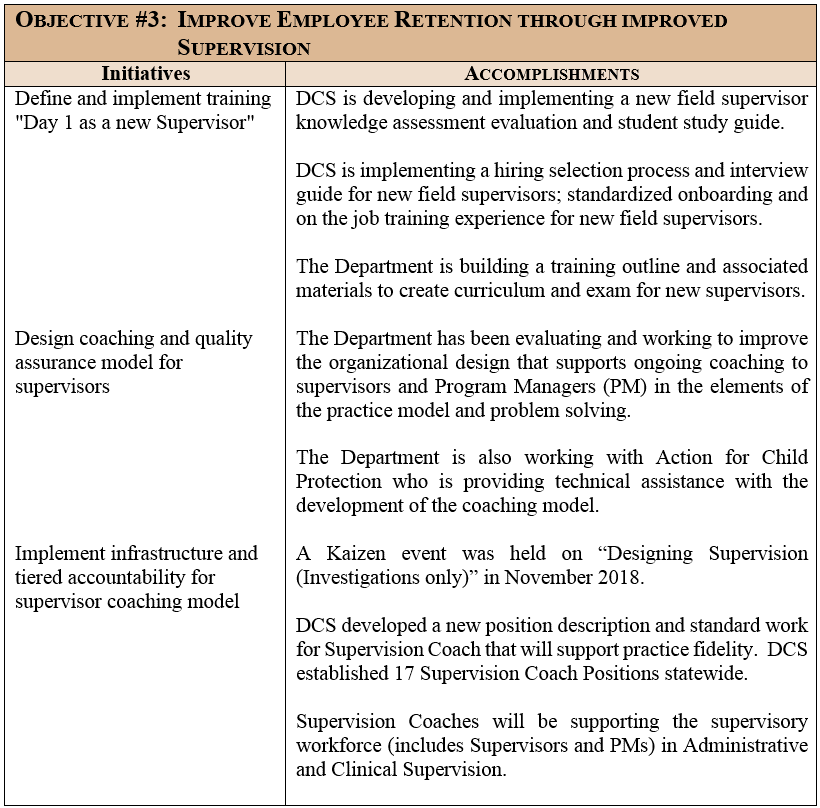 OBJECTIVE #3: IMPROVE EMPLOYEE RETENTION THROUGH IMPROVED
SUPERVISION
Initiatives
ACCOMPLISHMENTS
Define and implement training
"Day 1 as a new Supervisor"
DCS is developing and implementing a new field supervisor
knowledge assessment evaluation and student study guide.
DCS is implementing a hiring selection process and interview
guide for new field supervisors; standardized onboarding and
on the job training experience for new field supervisors.
The Department is building a training outline and associated
materials to create curriculum and exam for new supervisors.
Design coaching and quality
assurance model for
supervisors
The Department has been evaluating and working to improve
the organizational design that supports ongoing coaching to
supervisors and Program Managers (PM) in the elements of
the practice model and problem solving.
The Department is also working with Action for Child
Protection who is providing technical assistance with the
development of the coaching model.
Implement infrastructure and
tiered accountability for
supervisor coaching model
A Kaizen event was held on “Designing Supervision
(Investigations only)” in November 2018.
DCS developed a new position description and standard work
for Supervision Coach that will support practice fidelity.  DCS
established 17 Supervision Coach Positions statewide.
Supervision Coaches will be supporting the supervisory
workforce (includes Supervisors and PMs) in Administrative
and Clinical Supervision.